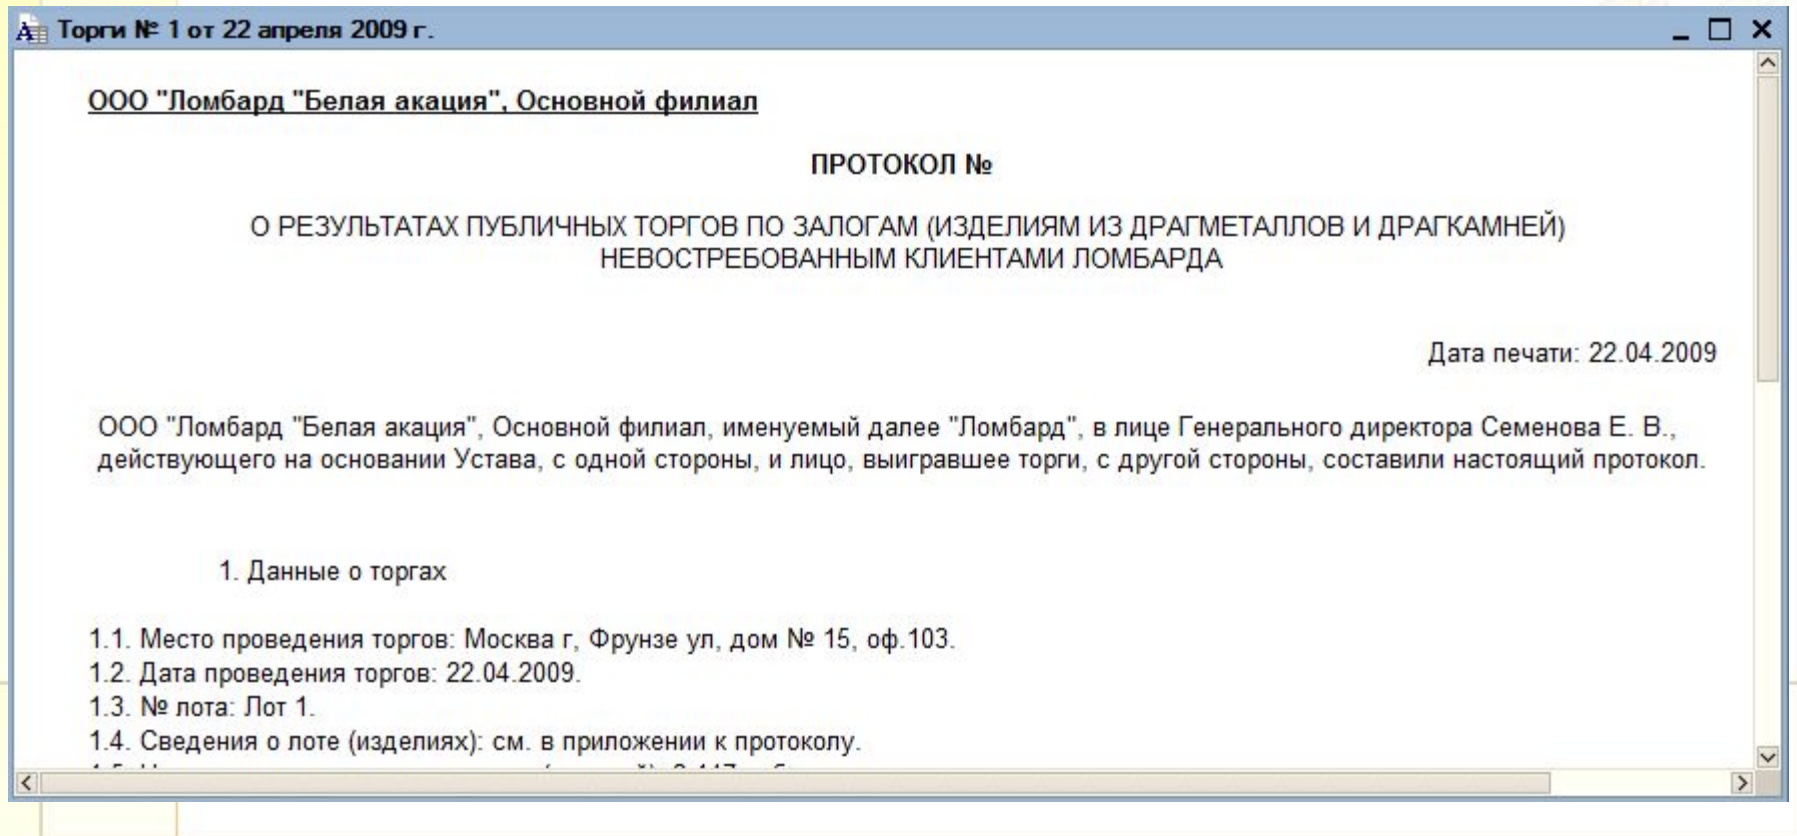 Торги № 1 от 22 апреля 2009 г.
ООО "Ломбард "Белая акация", Основной филиал
ПРОТОКОЛ №
О РЕЗУЛЬТАТАХ ПУБЛИЧНЫХ ТОРГОВ ПО ЗАЛОГАМ (ИЗДЕЛИЯМ ИЗ ДРАГМЕТАЛЛОВ И ДРАГКАМНЕЙ)
НЕВОСТРЕБОВАННЫМ КЛИЕНТАМИ ЛОМБАРДА
Дата печати: 22.04.2009
ООО "Ломбард "Белая акация", Основной филиал, именуемый далее "Ломбард", в лице Генерального директора Семенова Е. В.,
действующего на основании Устава, с одной стороны, и лицо, выигравшее торги, с другой стороны, составили настоящий протокол.
1. Данные о торгах
1.1. Место проведения торгов: Москва г, Фрунзе ул, дом № 15, оф.103.
1.2. Дата проведения торгов: 22.04.2009.
1.3. № лота: Лот 1.
1.4. Сведения о лоте (изделиях): см. в приложении к протоколу.